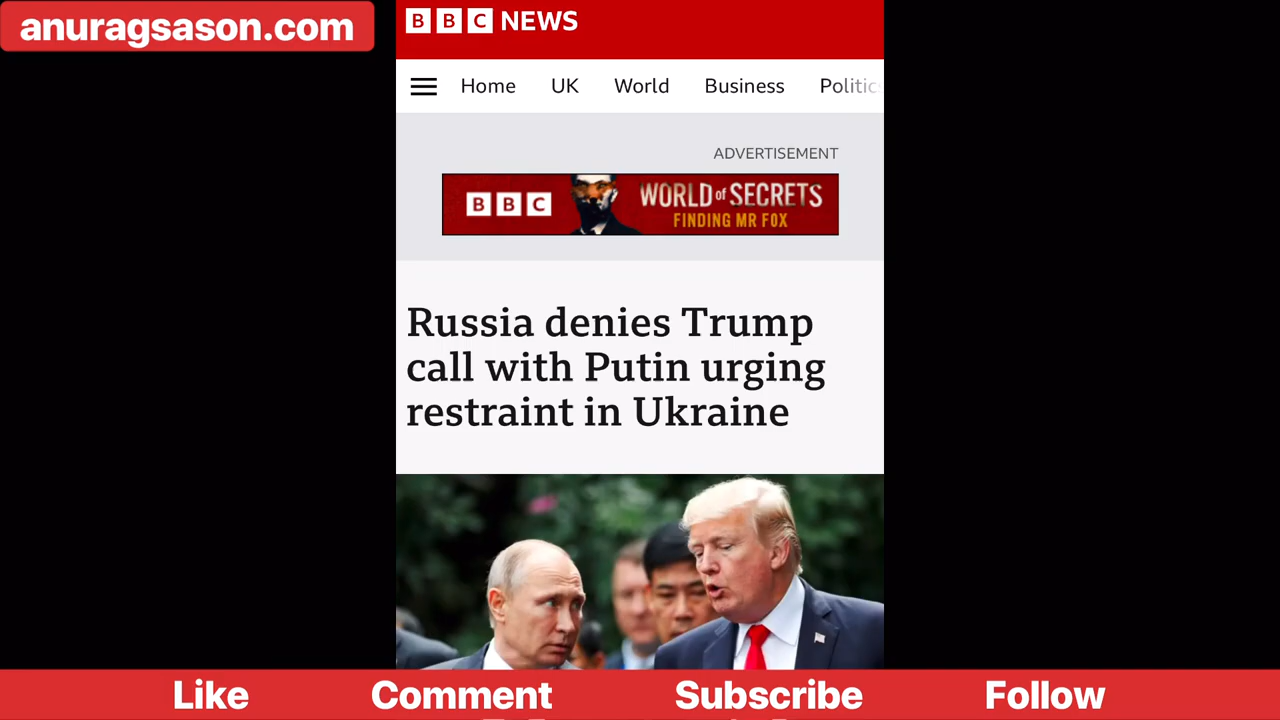 anuragsason.com
BBC NEWS
Home UK World Business Politics
ADVERTISEMENT
BBC WORLD of SECRETS
FINDING MR FOX
Russia denies Trump
call with Putin urging
restraint in Ukraine
Like Comment Subscribe Follow